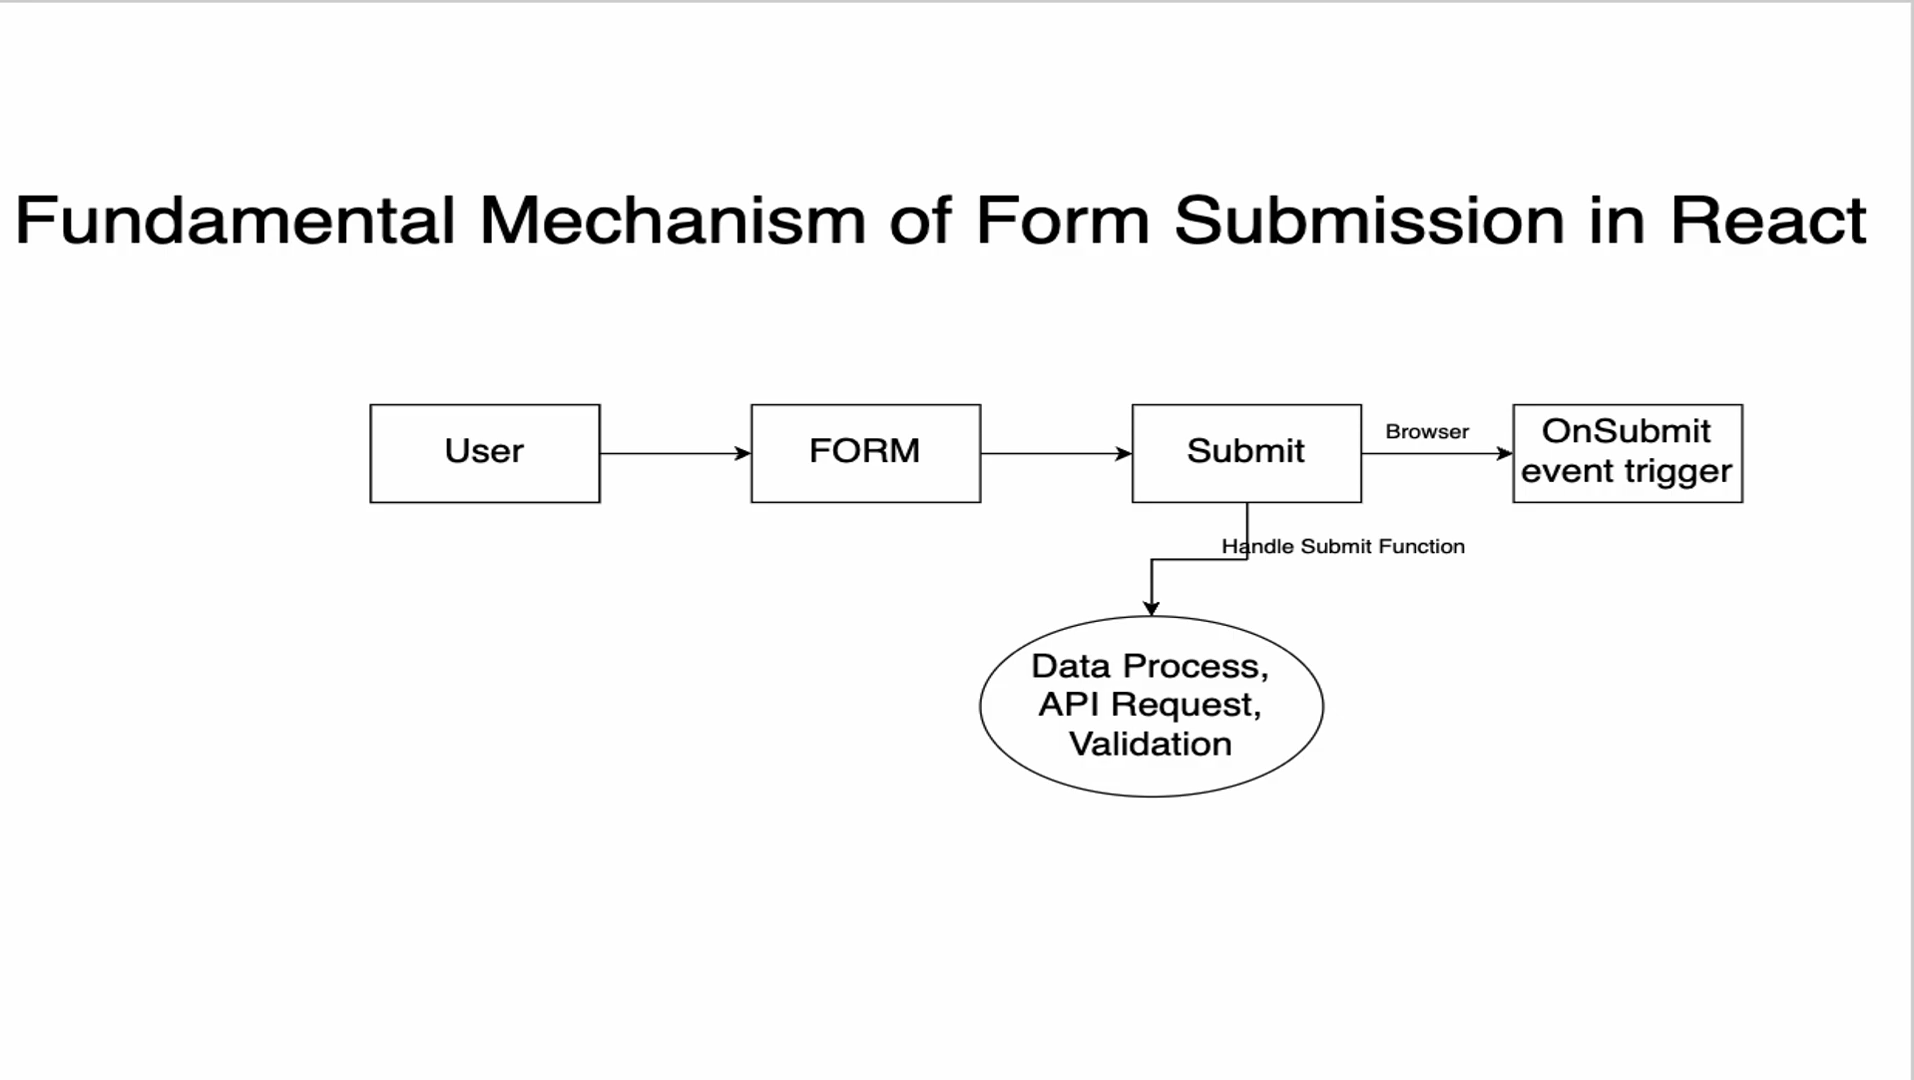 Fundamental Mechanism of Form Submission in React
User
FORM
Submit
Browser
OnSubmit
event trigger
Handle Submit Function
Data Process,
API Request,
Validation